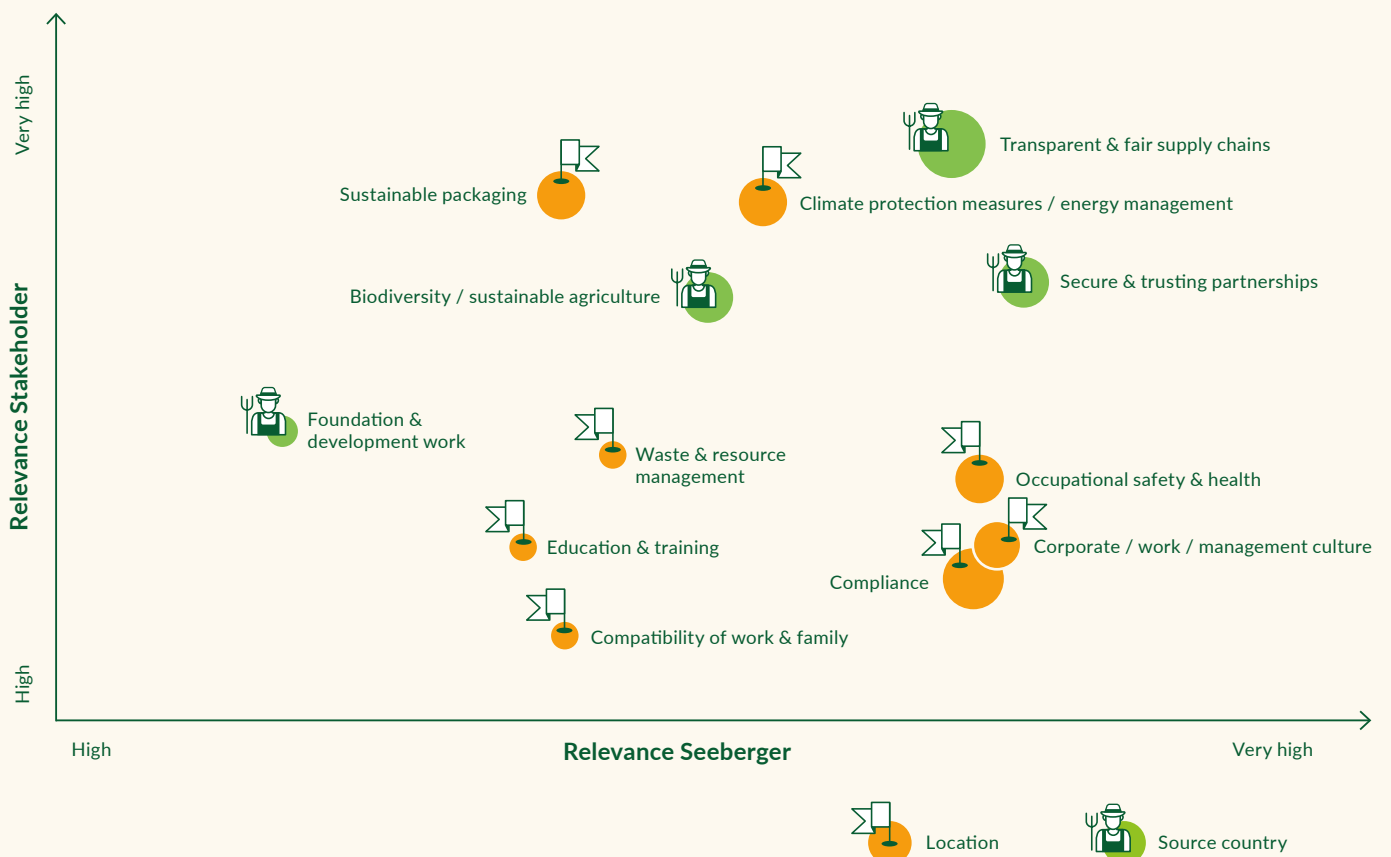 Very high
Transparent & fair supply chains
Sustainable packaging
Climate protection measures / energy management
Secure & trusting partnerships
Biodiversity / sustainable agriculture
Relevance Stakeholder
Foundation &
development work
Waste & resource
management
Occupational safety & health
Education & training
Corporate / work / management culture
Compliance
Compatibility of work & family
High
High
Relevance Seeberger
Very high
Location
Source country